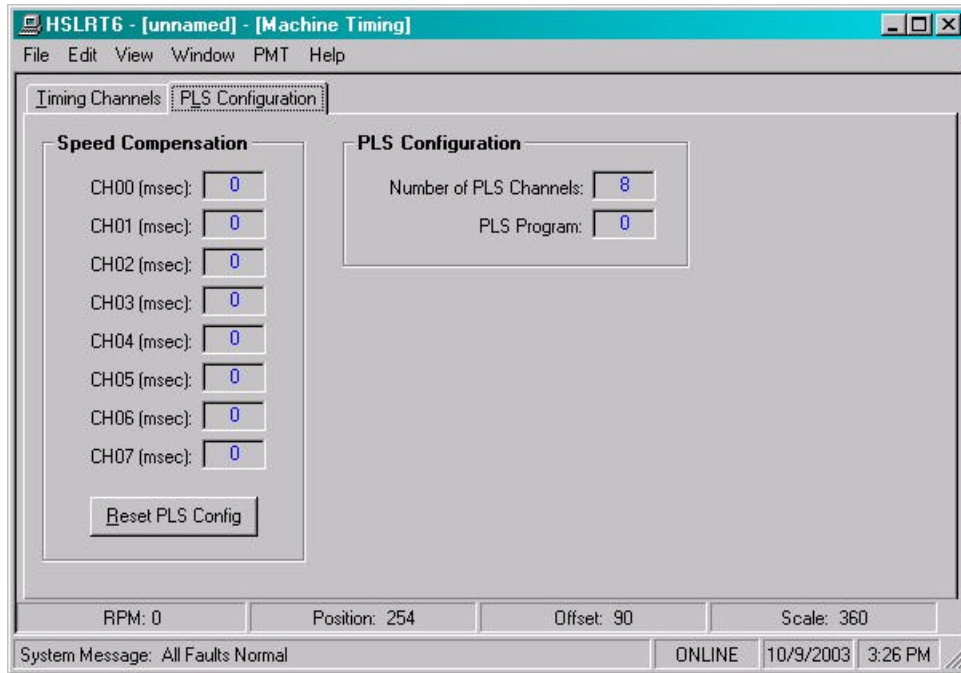 HSLRT6 - [unnamed] - [Machine Timing]
File Edit View Window PMT Help
Timing Channels PLS Configuration
Speed Compensation
CH00 (msec): 0
CH01 (msec): 0
CH02 (msec): 0
CH03 (msec): 0
CH04 (msec): 0
CH05 (msec): 0
CH06 (msec): 0
CH07 (msec): 0
Reset PLS Config
PLS Configuration
Number of PLS Channels: 8
PLS Program: 0
RPM: 0 Position: 254 Offset: 90 Scale: 360
System Message: All Faults Normal ONLINE 10/9/2003 3:26 PM